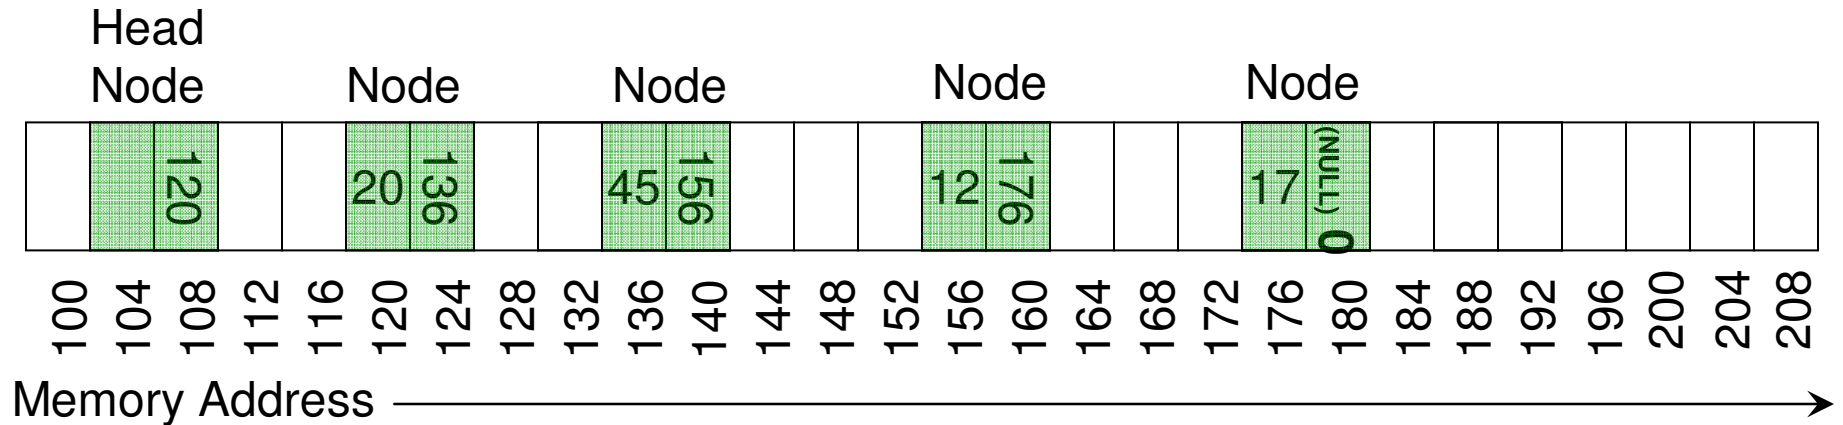 Head
Node Node Node Node Node
120 20 136 45 156 12 176 17 (NULL) 0
100 104 108 112 116 120 124 128 132 136 140 144 148 152 156 160 164 168 172 176 180 184 188 192 196 200 204 208
Memory Address